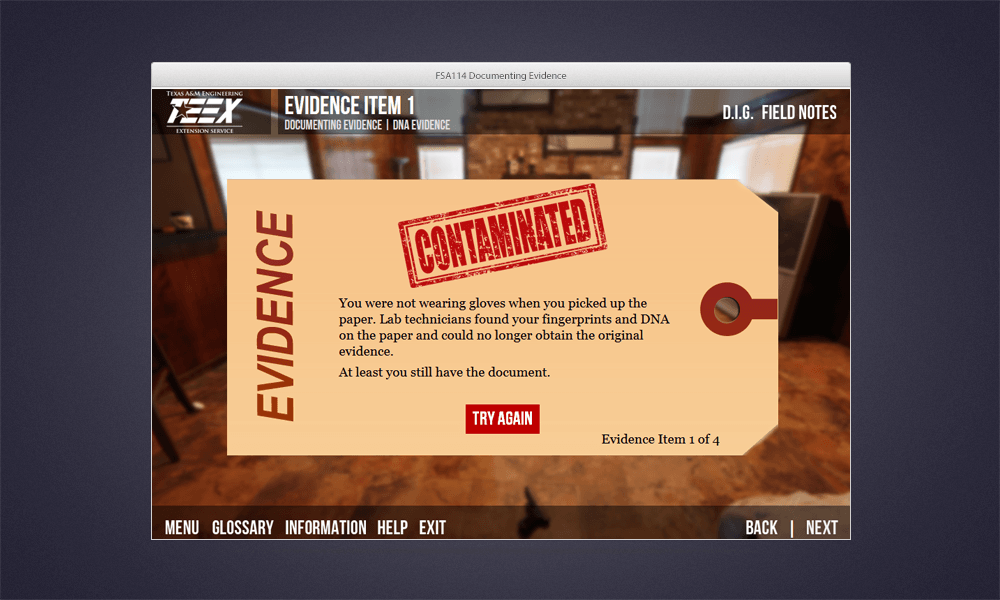 FSA114 Documenting Evidence
TEXAS A&M ENGINEERING
TEEX
EXTENSION SERVICE
EVIDENCE ITEM 1
DOCUMENTING EVIDENCE | DNA EVIDENCE
D.I.G. FIELD NOTES
EVIDENCE
CONTAMINATED
You were not wearing gloves when you picked up the
paper. Lab technicians found your fingerprints and DNA
on the paper and could no longer obtain the original
evidence.
At least you still have the document.
TRY AGAIN
Evidence Item 1 of 4
MENU GLOSSARY INFORMATION HELP EXIT
BACK | NEXT